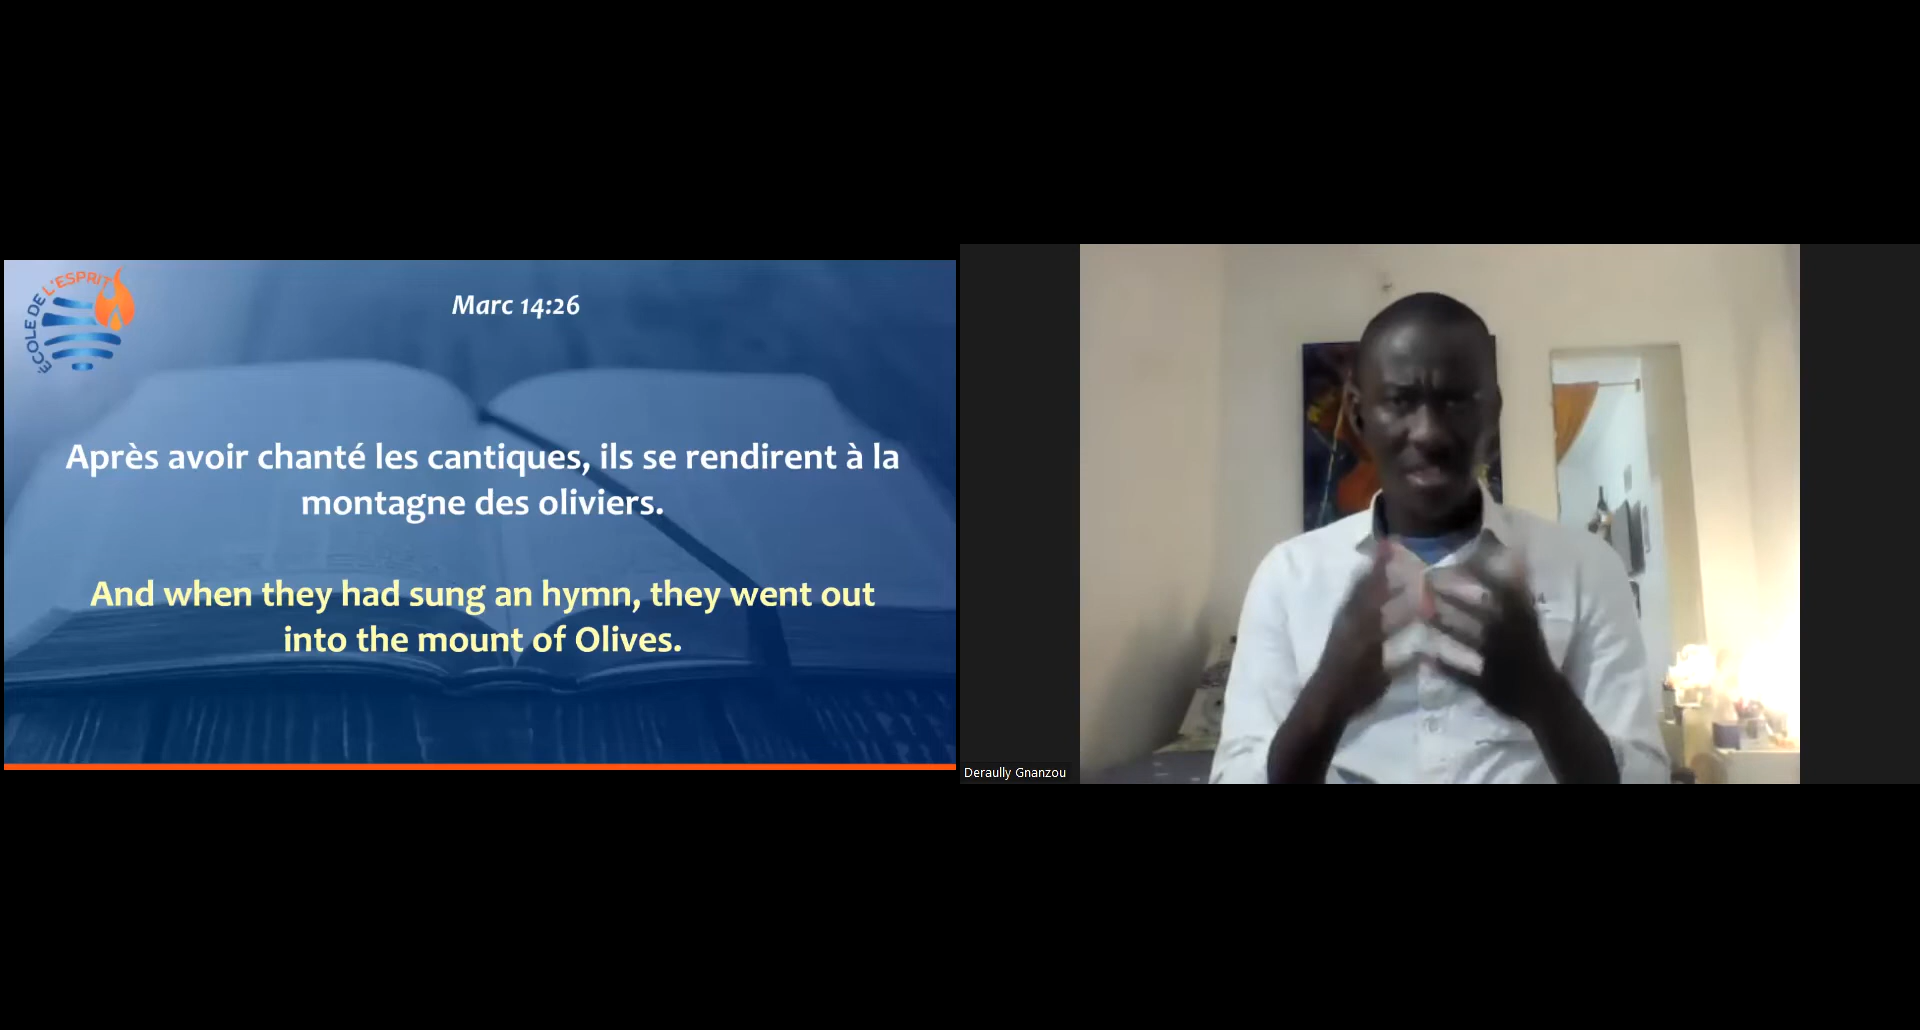 ÉCOLE DE L'ESPRIT
Marc 14:26
Après avoir chanté les cantiques, ils se rendirent à la
montagne des oliviers.
And when they had sung an hymn, they went out
into the mount of Olives.
Deraully Gnanzou